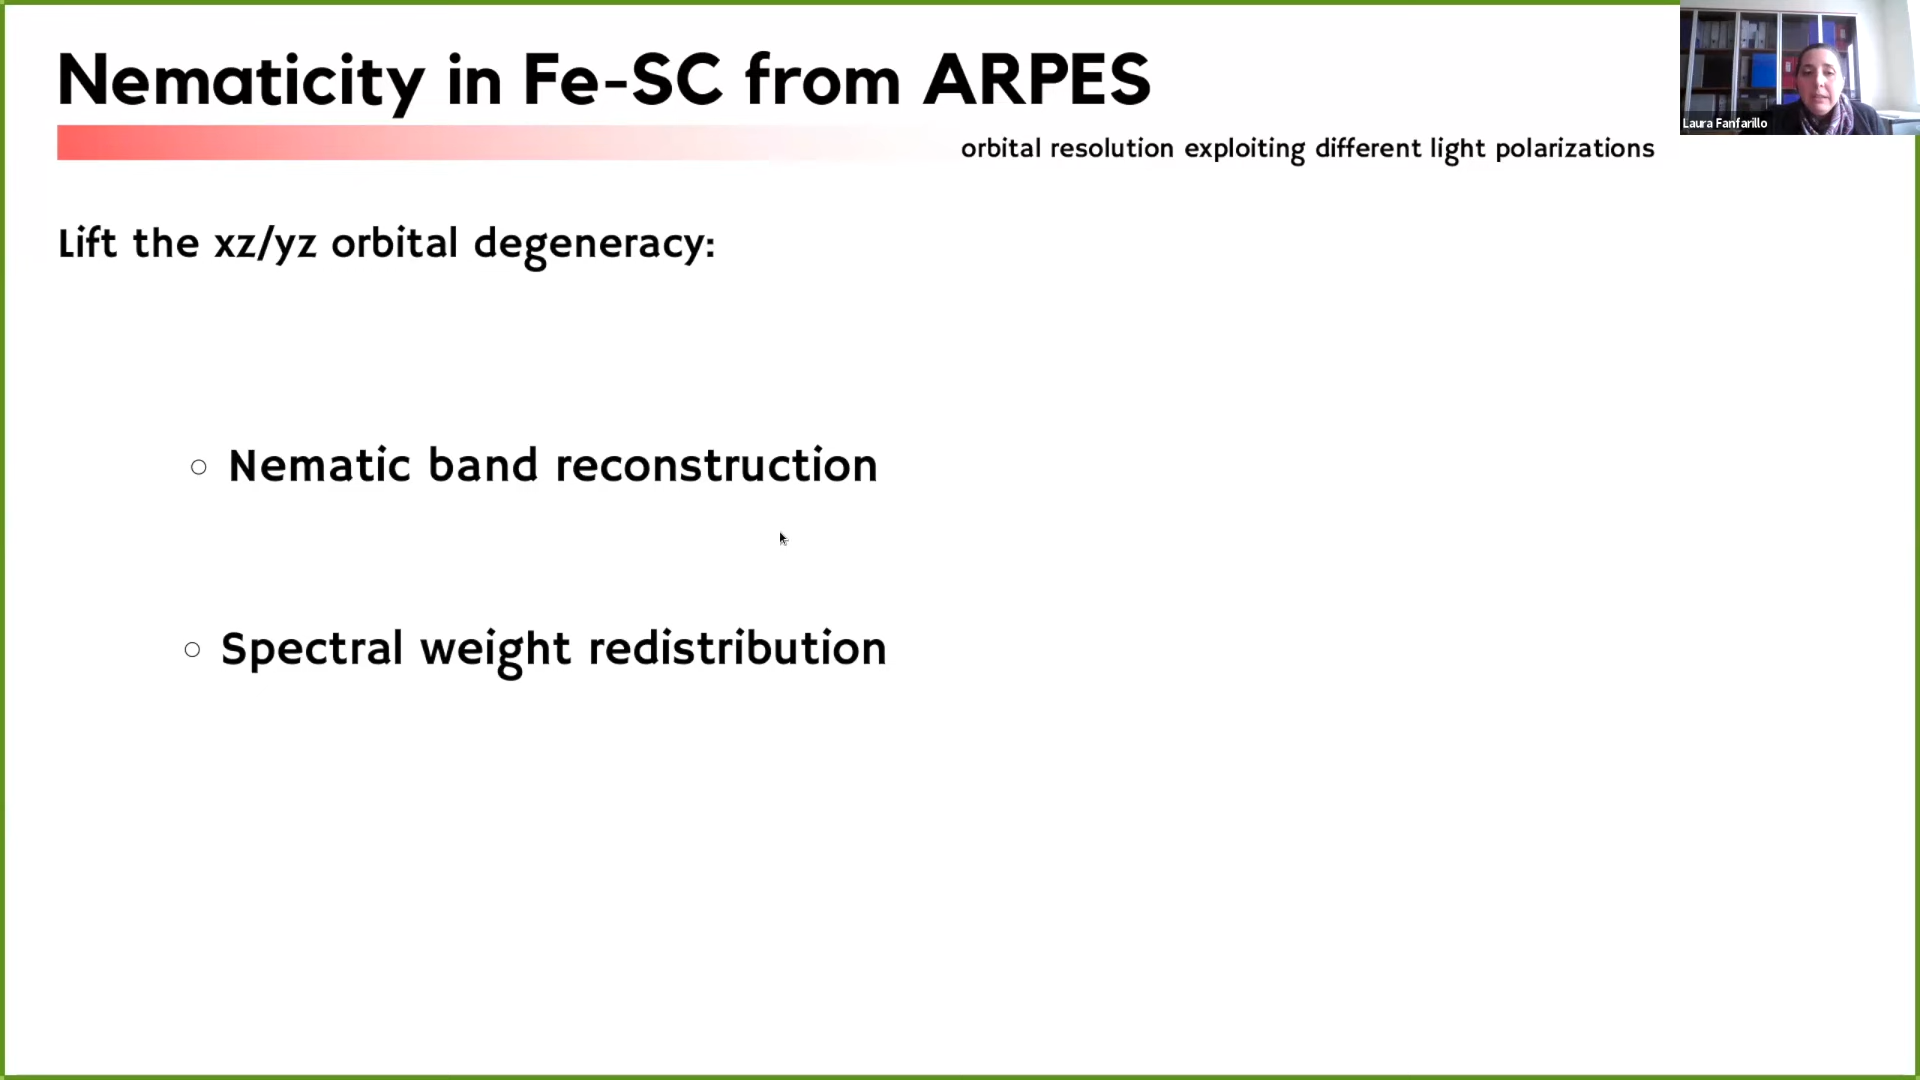 Nematicity in Fe-SC from ARPES
orbital resolution exploiting different light polarizations
Laura Fanfarillo
Lift the xz/yz orbital degeneracy:
○ Nematic band reconstruction
○ Spectral weight redistribution